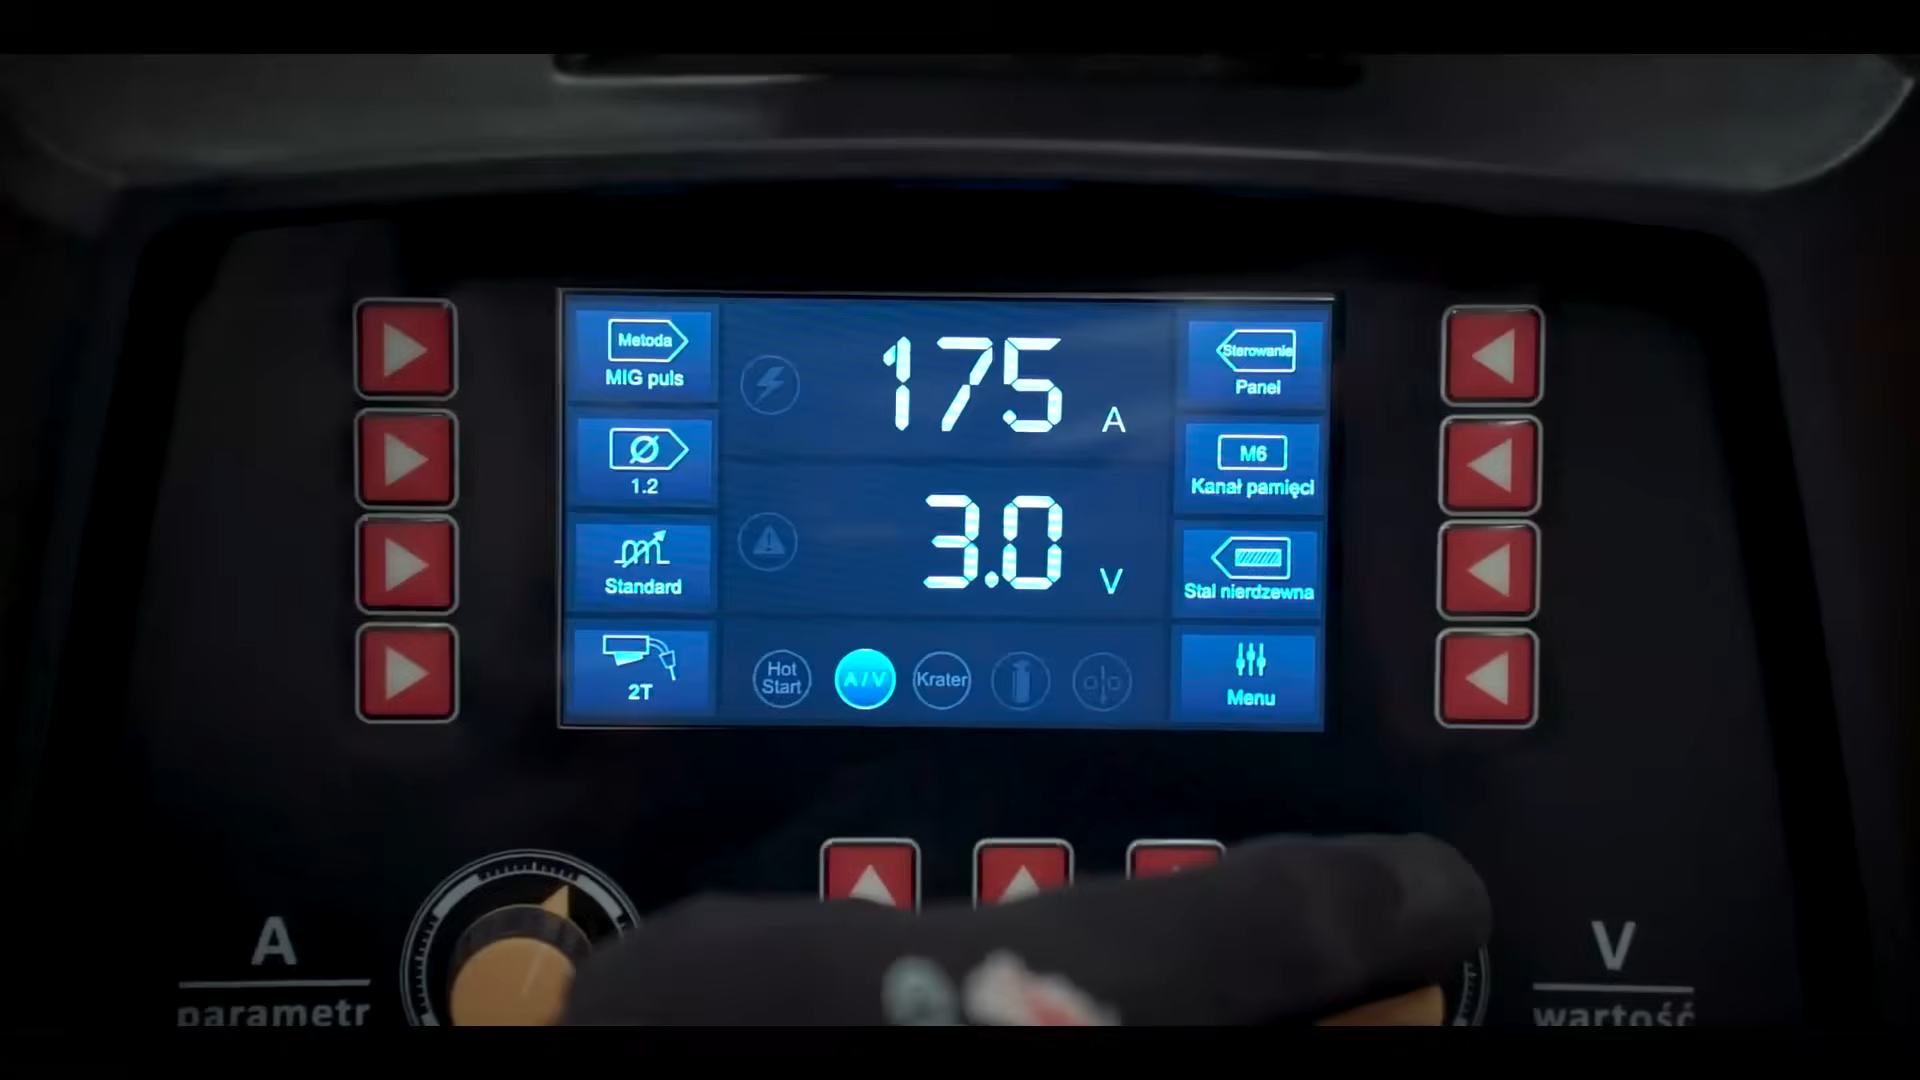 Metoda
MIG puls
1.2
Standard
2T
175 A
3.0 V
Hot
Start
A/V
Krater
Sterowanie
Panel
M6
Kanał pamięci
Stal nierdzewna
Menu
A
parametr
V
wartość